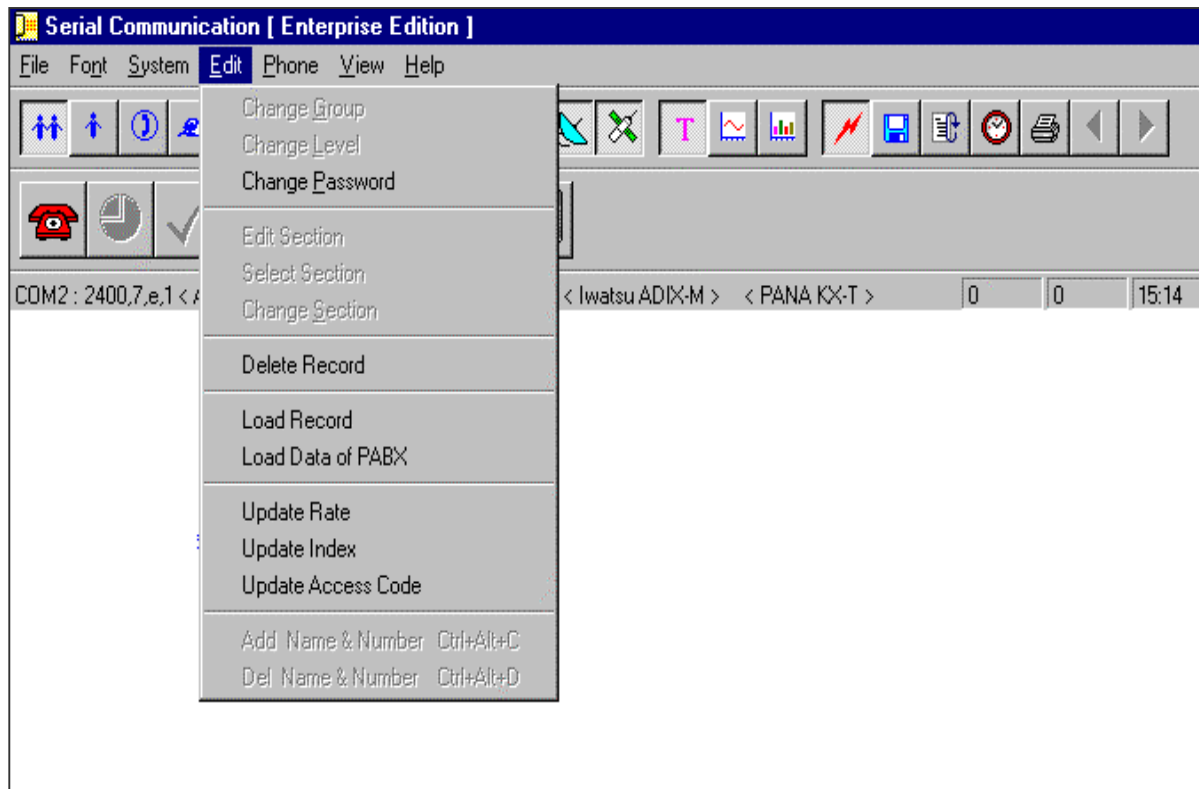 Serial Communication [ Enterprise Edition ]
File Font System Edit Phone View Help
Change Group
Change Level
Change Password
T
Edit Section
Select Section
Change Section
COM2 : 2400,7,e,1 < < Iwatsu ADIX-M > < PANA KX-T > 0 0 15:14
Delete Record
Load Record
Load Data of PABX
Update Rate
Update Index
Update Access Code
Add Name & Number Ctrl+Alt+C
Del Name & Number Ctrl+Alt+D